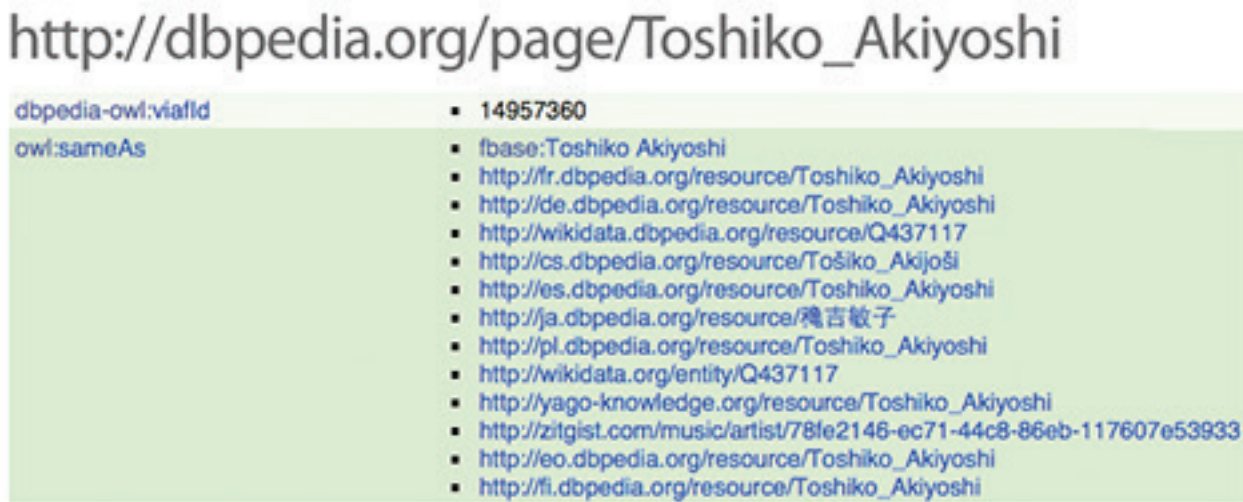 http://dbpedia.org/page/Toshiko_Akiyoshi
dbpedia-owl:viafId ▪ 14957360
owl:sameAs ▪ fbase:Toshiko Akiyoshi
▪ http://fr.dbpedia.org/resource/Toshiko_Akiyoshi
▪ http://de.dbpedia.org/resource/Toshiko_Akiyoshi
▪ http://wikidata.dbpedia.org/resource/Q437117
▪ http://cs.dbpedia.org/resource/Tošiko_Akijoši
▪ http://es.dbpedia.org/resource/Toshiko_Akiyoshi
▪ http://ja.dbpedia.org/resource/穐吉敏子
▪ http://pl.dbpedia.org/resource/Toshiko_Akiyoshi
▪ http://wikidata.org/entity/Q437117
▪ http://yago-knowledge.org/resource/Toshiko_Akiyoshi
▪ http://zitgist.com/music/artist/78fe2146-ec71-44c8-86eb-117607e53933
▪ http://eo.dbpedia.org/resource/Toshiko_Akiyoshi
▪ http://fi.dbpedia.org/resource/Toshiko_Akiyoshi